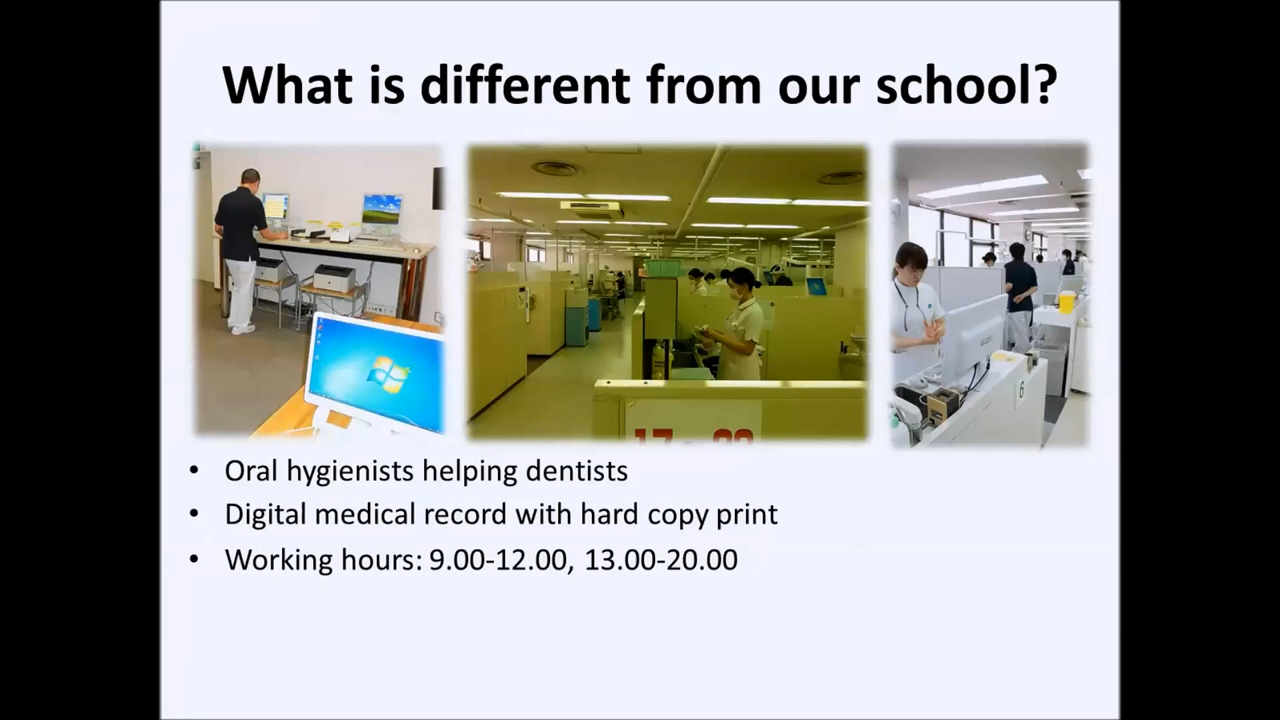 What is different from our school?
• Oral hygienists helping dentists
• Digital medical record with hard copy print
• Working hours: 9.00-12.00, 13.00-20.00
6